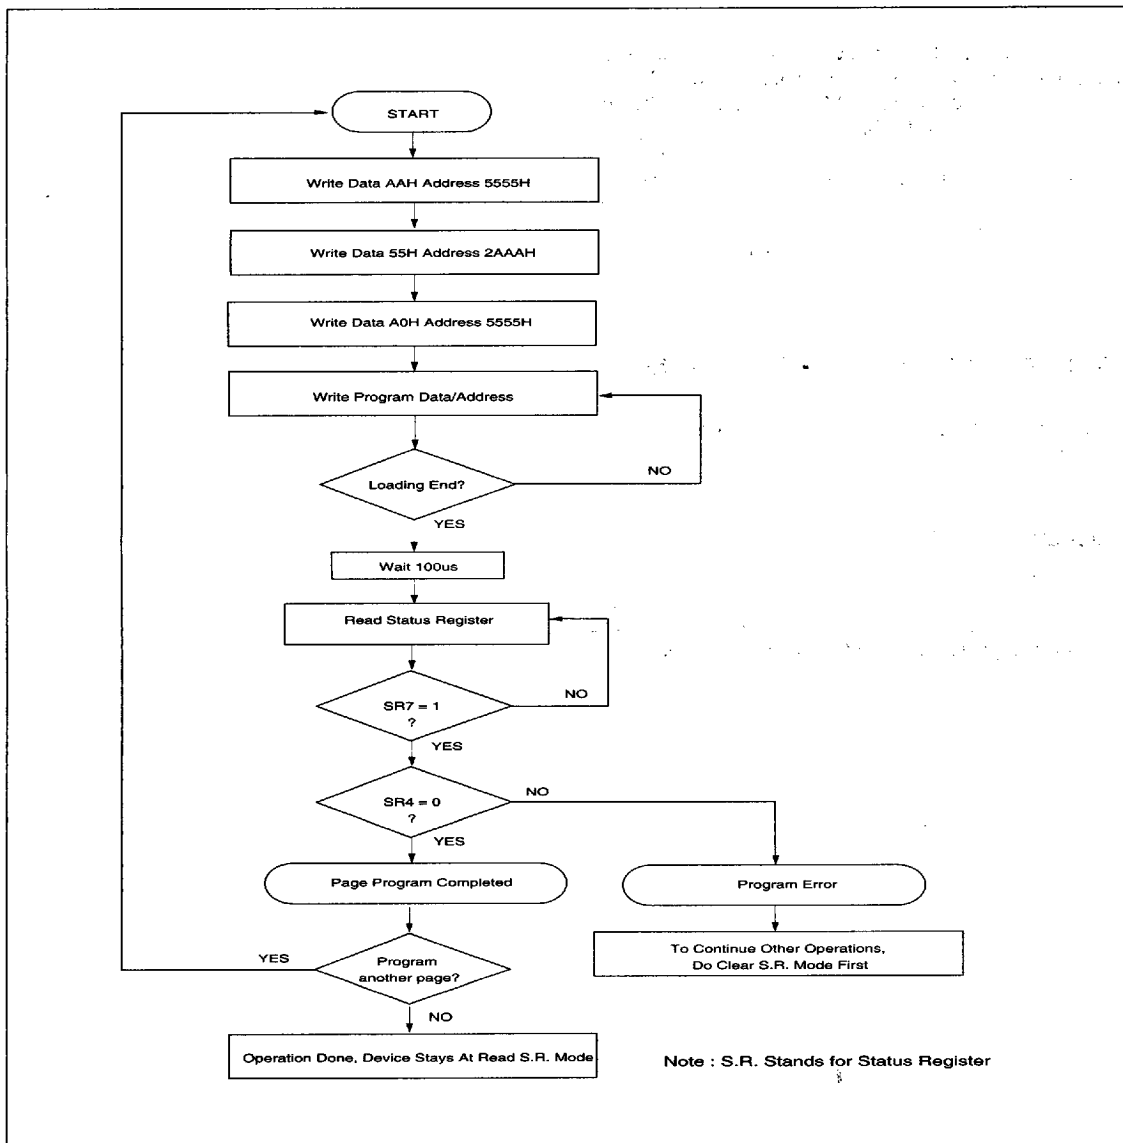 START
Write Data AAH Address 5555H
Write Data 55H Address 2AAAH
Write Data A0H Address 5555H
Write Program Data/Address
NO
Loading End?
YES
Wait 100us
Read Status Register
NO
SR7 = 1
?
YES
NO
SR4 = 0
?
YES
Page Program Completed
Program Error
To Continue Other Operations,
Do Clear S.R. Mode First
YES
Program
another page?
NO
Operation Done, Device Stays At Read S.R. Mode
Note : S.R. Stands for Status Register